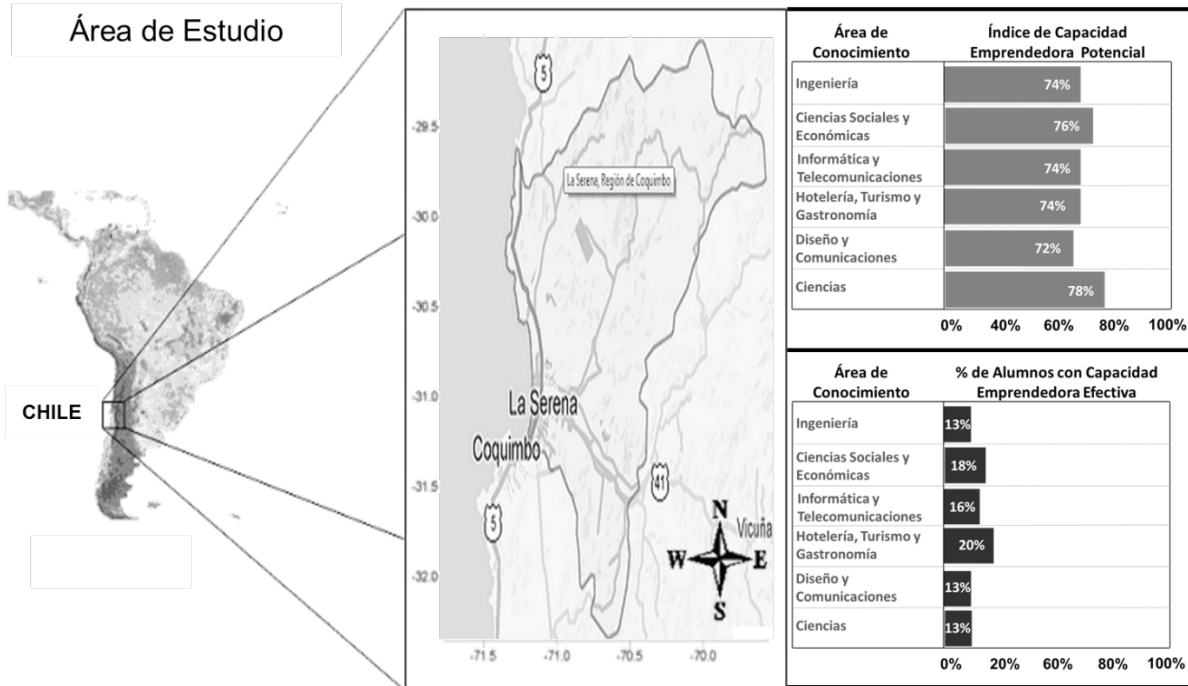 Área de Estudio
CHILE
-29.5
-30.0
-30.5
-31.0
-31.5
-32.0
5
La Serena, Región de Coquimbo
La Serena
Coquimbo
41
5
Vicuña
N
W
E
S
-71.5
-71.0
-70.5
-70.0
Área de
Conocimiento
Índice de Capacidad
Emprendedora Potencial
Ingeniería
74%
Ciencias Sociales y
Económicas
76%
Informática y
Telecomunicaciones
74%
Hotelería, Turismo y
Gastronomía
74%
Diseño y
Comunicaciones
72%
Ciencias
78%
0% 40% 60% 80% 100%
Área de
Conocimiento
% de Alumnos con Capacidad
Emprendedora Efectiva
Ingeniería
13%
Ciencias Sociales y
Económicas
18%
Informática y
Telecomunicaciones
16%
Hotelería, Turismo y
Gastronomía
20%
Diseño y
Comunicaciones
13%
Ciencias
13%
0% 20% 60% 80% 100%